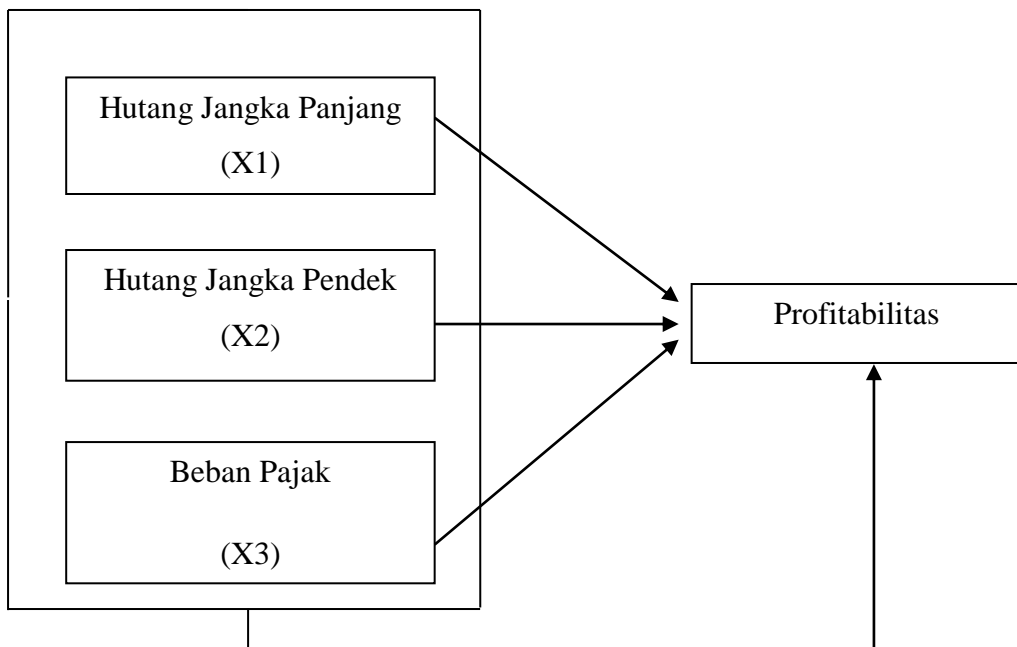 Hutang Jangka Panjang
(X1)
Hutang Jangka Pendek
(X2)
Profitabilitas
Beban Pajak
(X3)